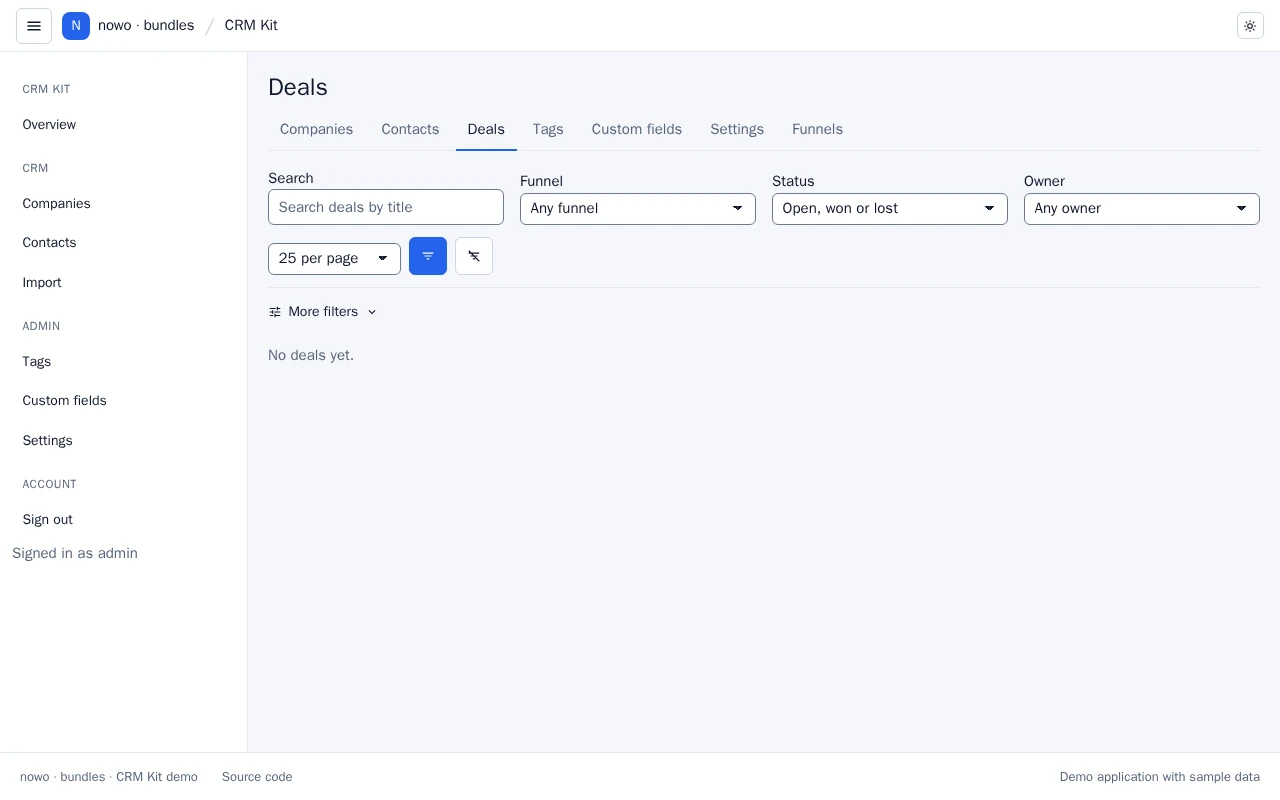 N nowo · bundles / CRM Kit
CRM KIT
Overview
CRM
Companies
Contacts
Import
ADMIN
Tags
Custom fields
Settings
ACCOUNT
Sign out
Signed in as admin
Deals
Companies Contacts Deals Tags Custom fields Settings Funnels
Search Funnel Status Owner
Search deals by title Any funnel Open, won or lost Any owner
25 per page
More filters
No deals yet.
nowo · bundles · CRM Kit demo Source code Demo application with sample data